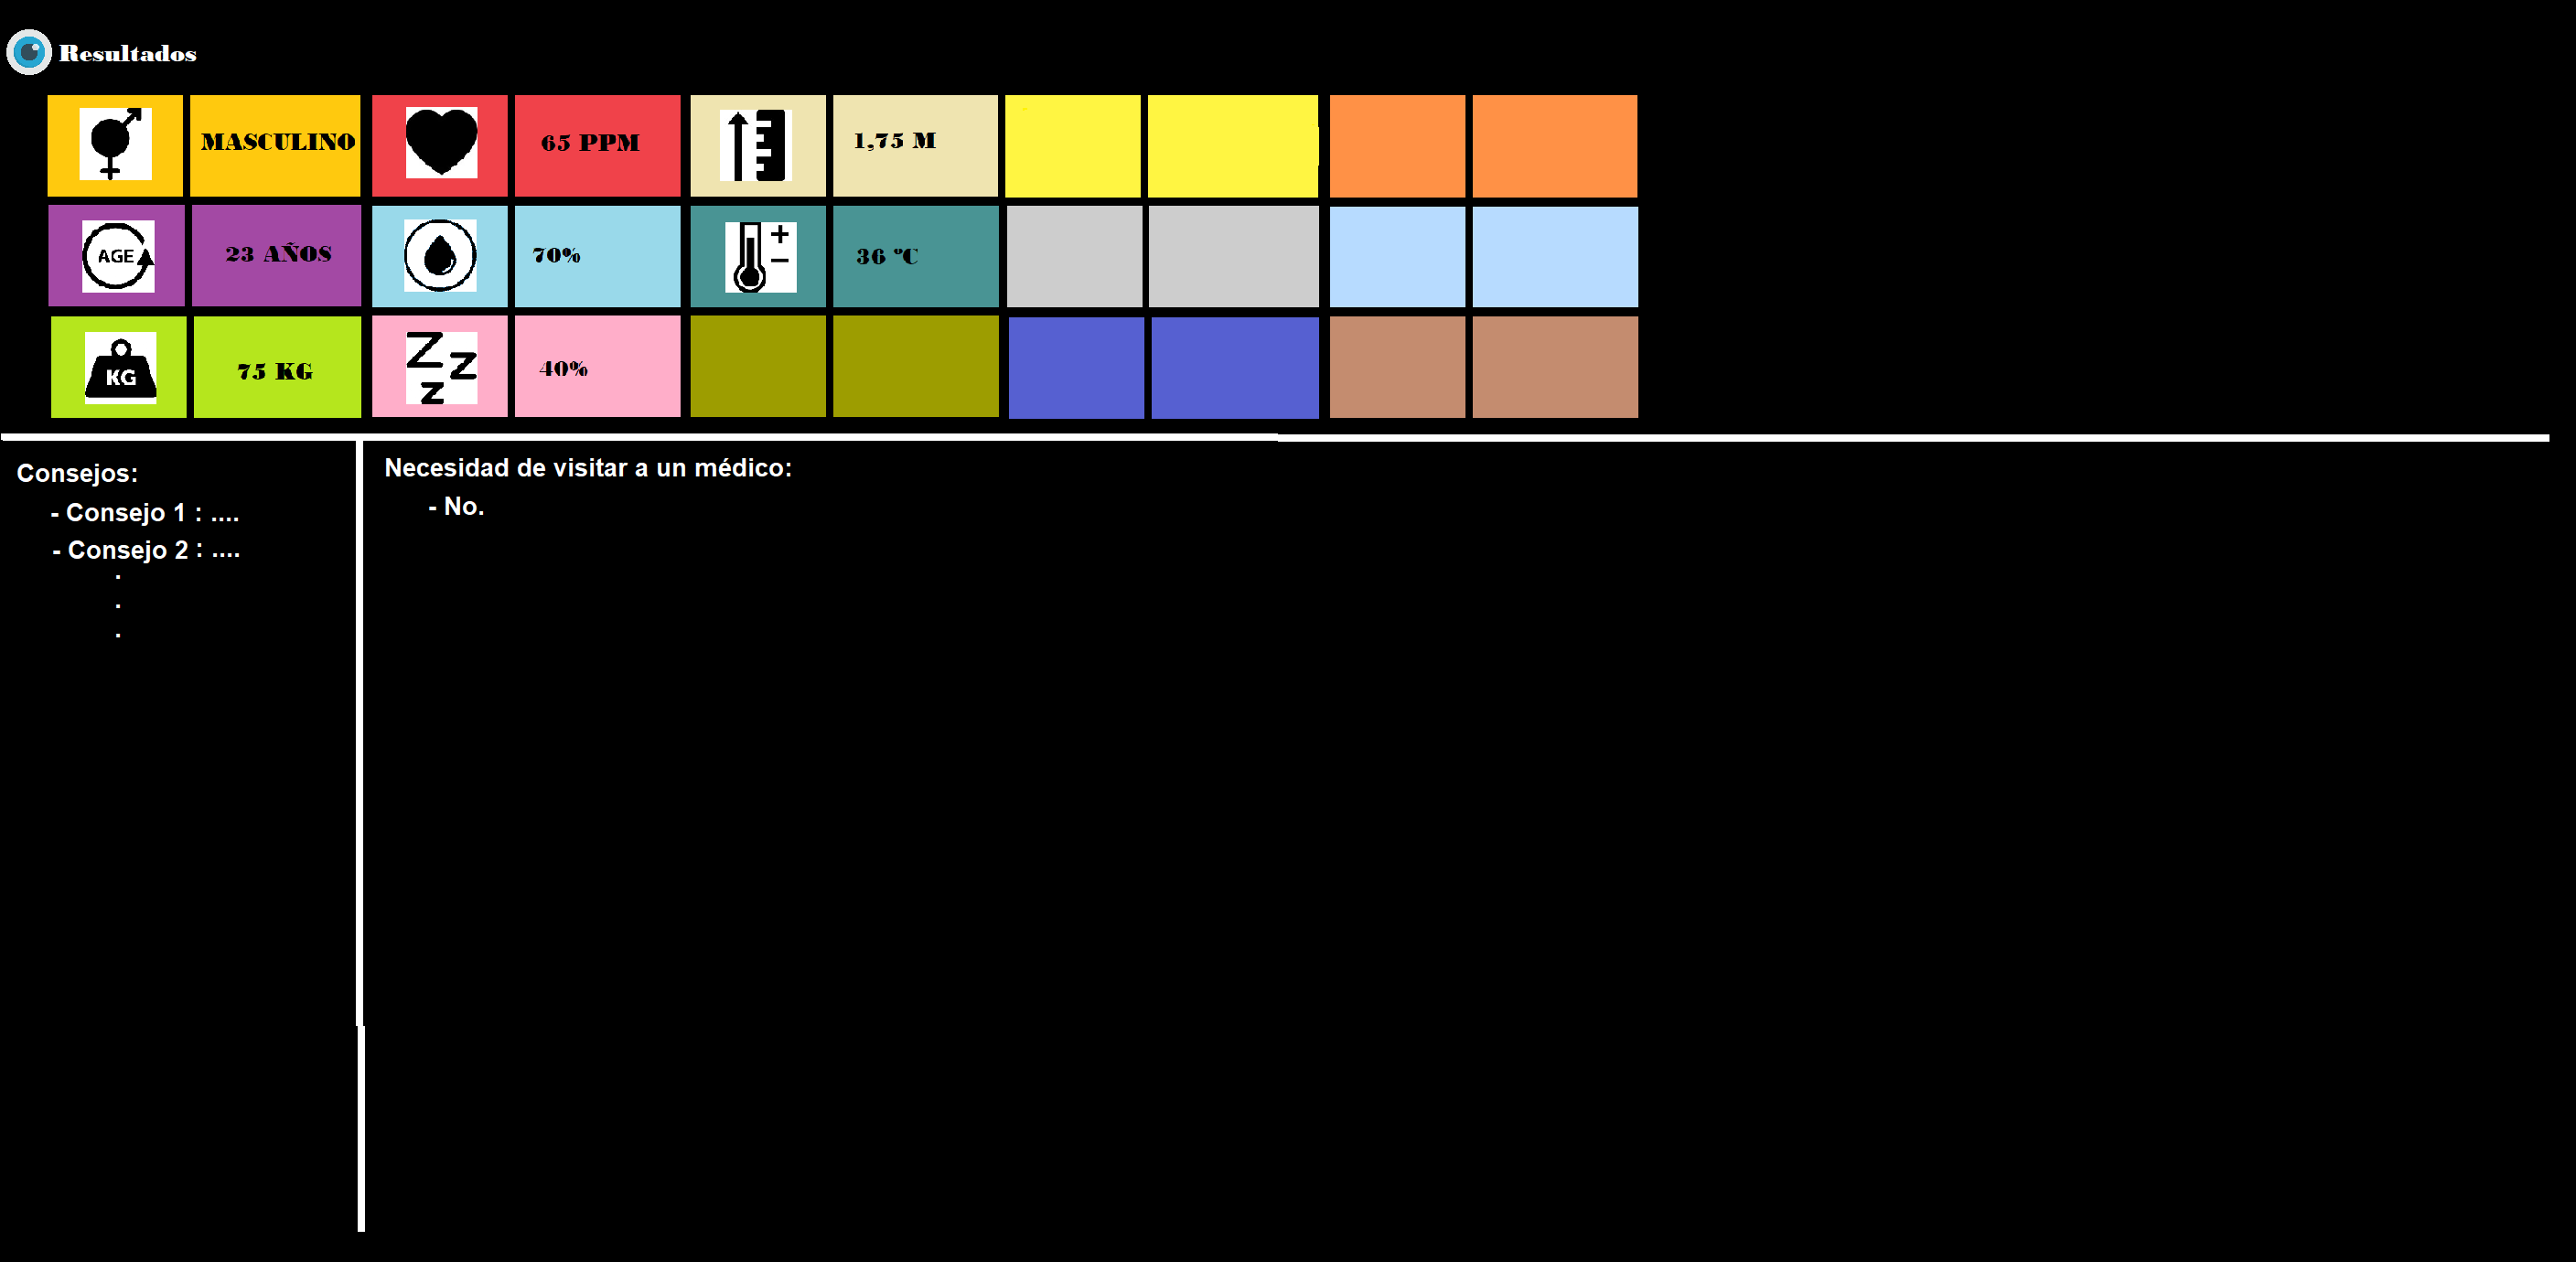 Resultados
MASCULINO
65 PPM
1,75 M
AGE
23 AÑOS
70%
+
−
36 ºC
KG
75 KG
Z Z Z
40%
Consejos:
- Consejo 1 : ....
- Consejo 2 : ....
.
.
.
Necesidad de visitar a un médico:
- No.